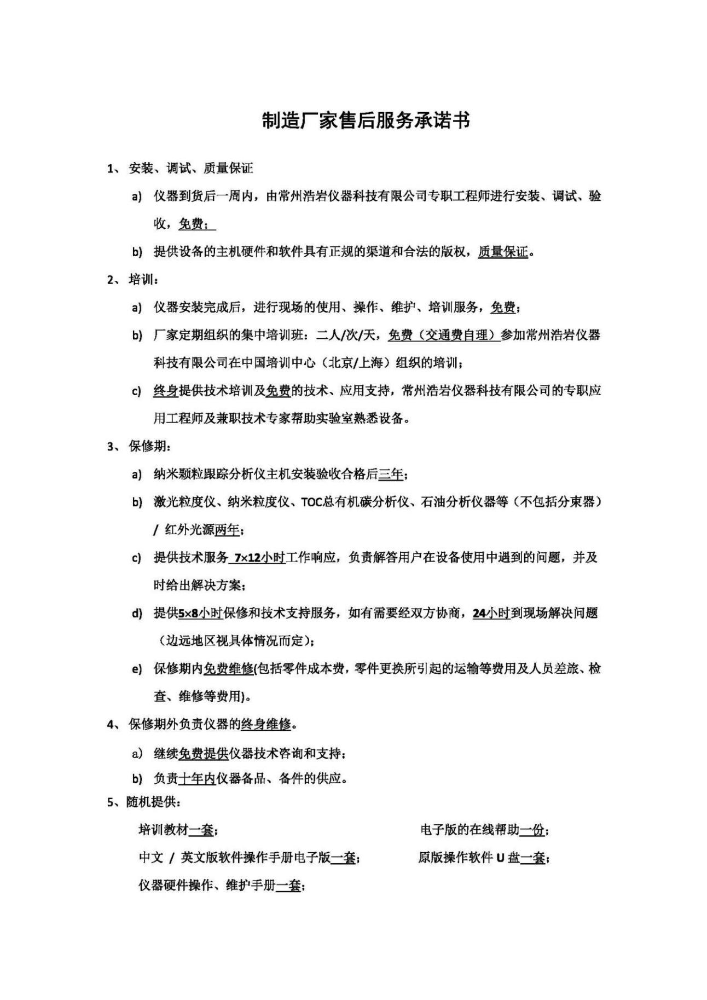 制造厂家售后服务承诺书
1、 安装、调试、质量保证
a) 仪器到货后一周内，由常州浩岩仪器科技有限公司专职工程师进行安装、调试、验
收，免费；
b) 提供设备的主机硬件和软件具有正规的渠道和合法的版权，质量保证。
2、 培训：
a) 仪器安装完成后，进行现场的使用、操作、维护、培训服务，免费；
b) 厂家定期组织的集中培训班：二人/次/天，免费（交通费自理）参加常州浩岩仪器
科技有限公司在中国培训中心（北京/上海）组织的培训；
c) 终身提供技术培训及免费的技术、应用支持，常州浩岩仪器科技有限公司的专职应
用工程师及兼职技术专家帮助实验室熟悉设备。
3、 保修期：
a) 纳米颗粒跟踪分析仪主机安装验收合格后三年；
b) 激光粒度仪、纳米粒度仪、TOC总有机碳分析仪、石油分析仪器等（不包括分束器）
/ 红外光源两年；
c) 提供技术服务 7×12小时工作响应，负责解答用户在设备使用中遇到的问题，并及
时给出解决方案；
d) 提供5×8小时保修和技术支持服务，如有需要经双方协商，24小时到现场解决问题
（边远地区视具体情况而定）；
e) 保修期内免费维修(包括零件成本费，零件更换所引起的运输等费用及人员差旅、检
查、维修等费用)。
4、 保修期外负责仪器的终身维修。
a) 继续免费提供仪器技术咨询和支持；
b) 负责十年内仪器备品、备件的供应。
5、随机提供：
培训教材一套； 电子版的在线帮助一份；
中文 / 英文版软件操作手册电子版一套； 原版操作软件 U 盘一套；
仪器硬件操作、维护手册一套；